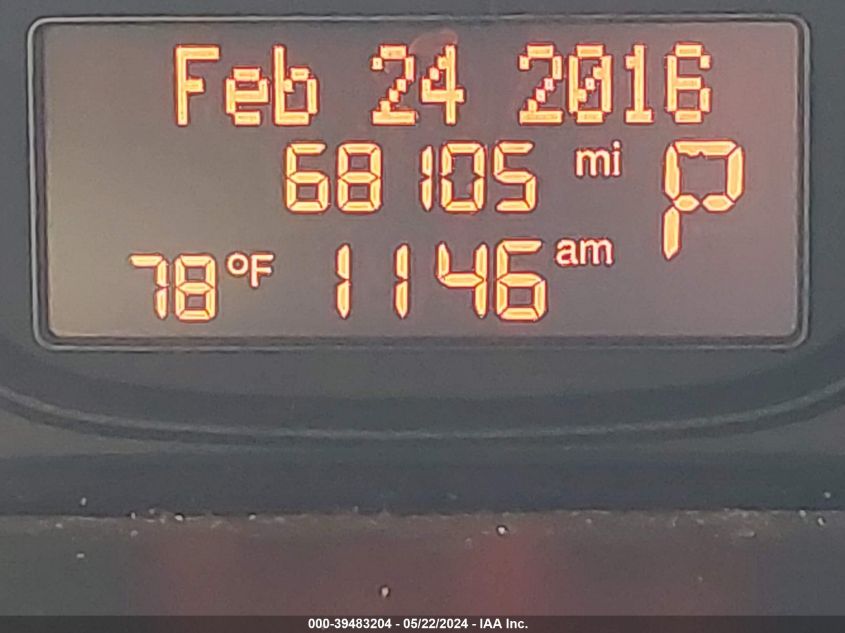 Feb 24 2016
68105 mi P
78 °F 1146 am
000-39483204 - 05/22/2024 - IAA Inc.